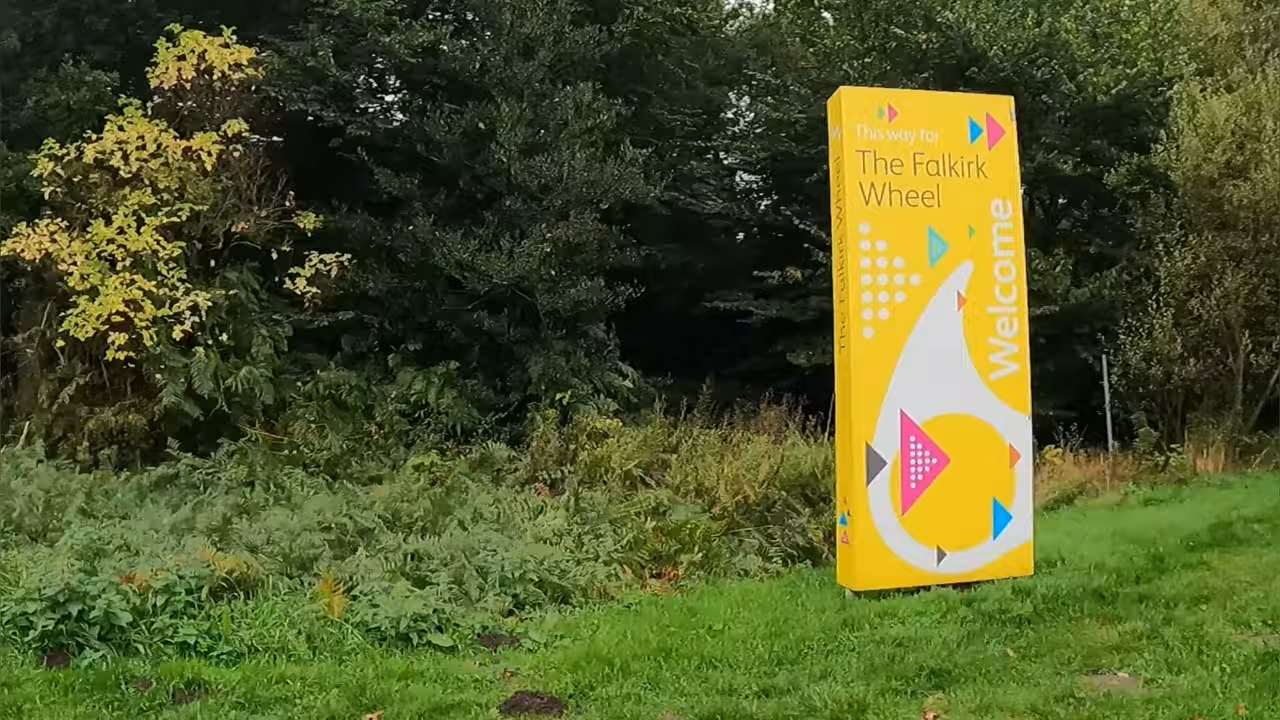 This way for
The Falkirk
Wheel
Welcome
The Falkirk Wheel